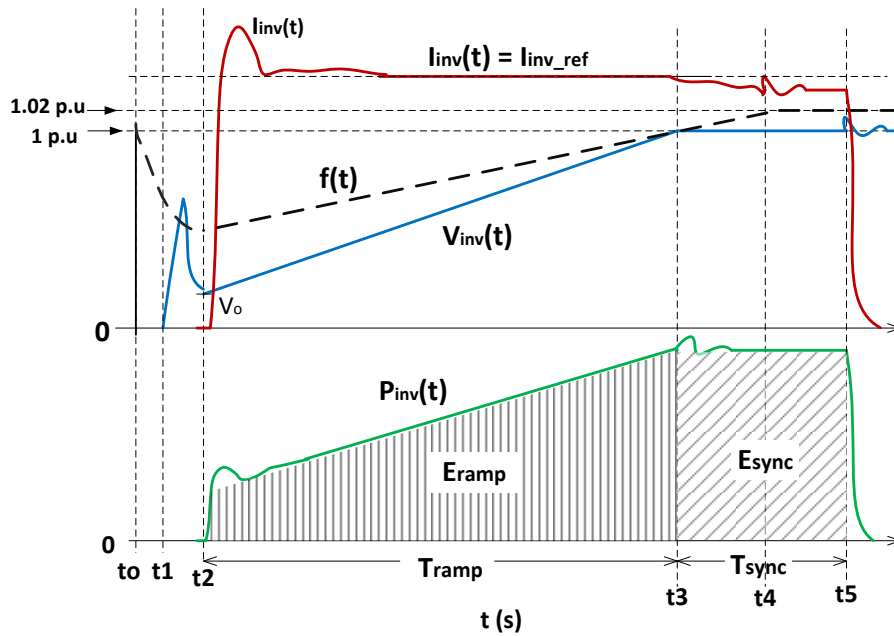 Iinv(t)
Iinv(t) = Iinv_ref
1.02 p.u
1 p.u
f(t)
Vinv(t)
Vo
0
Pinv(t)
Eramp
Esync
0
to t1 t2 Tramp t3 Tsync t4 t5
t (s)